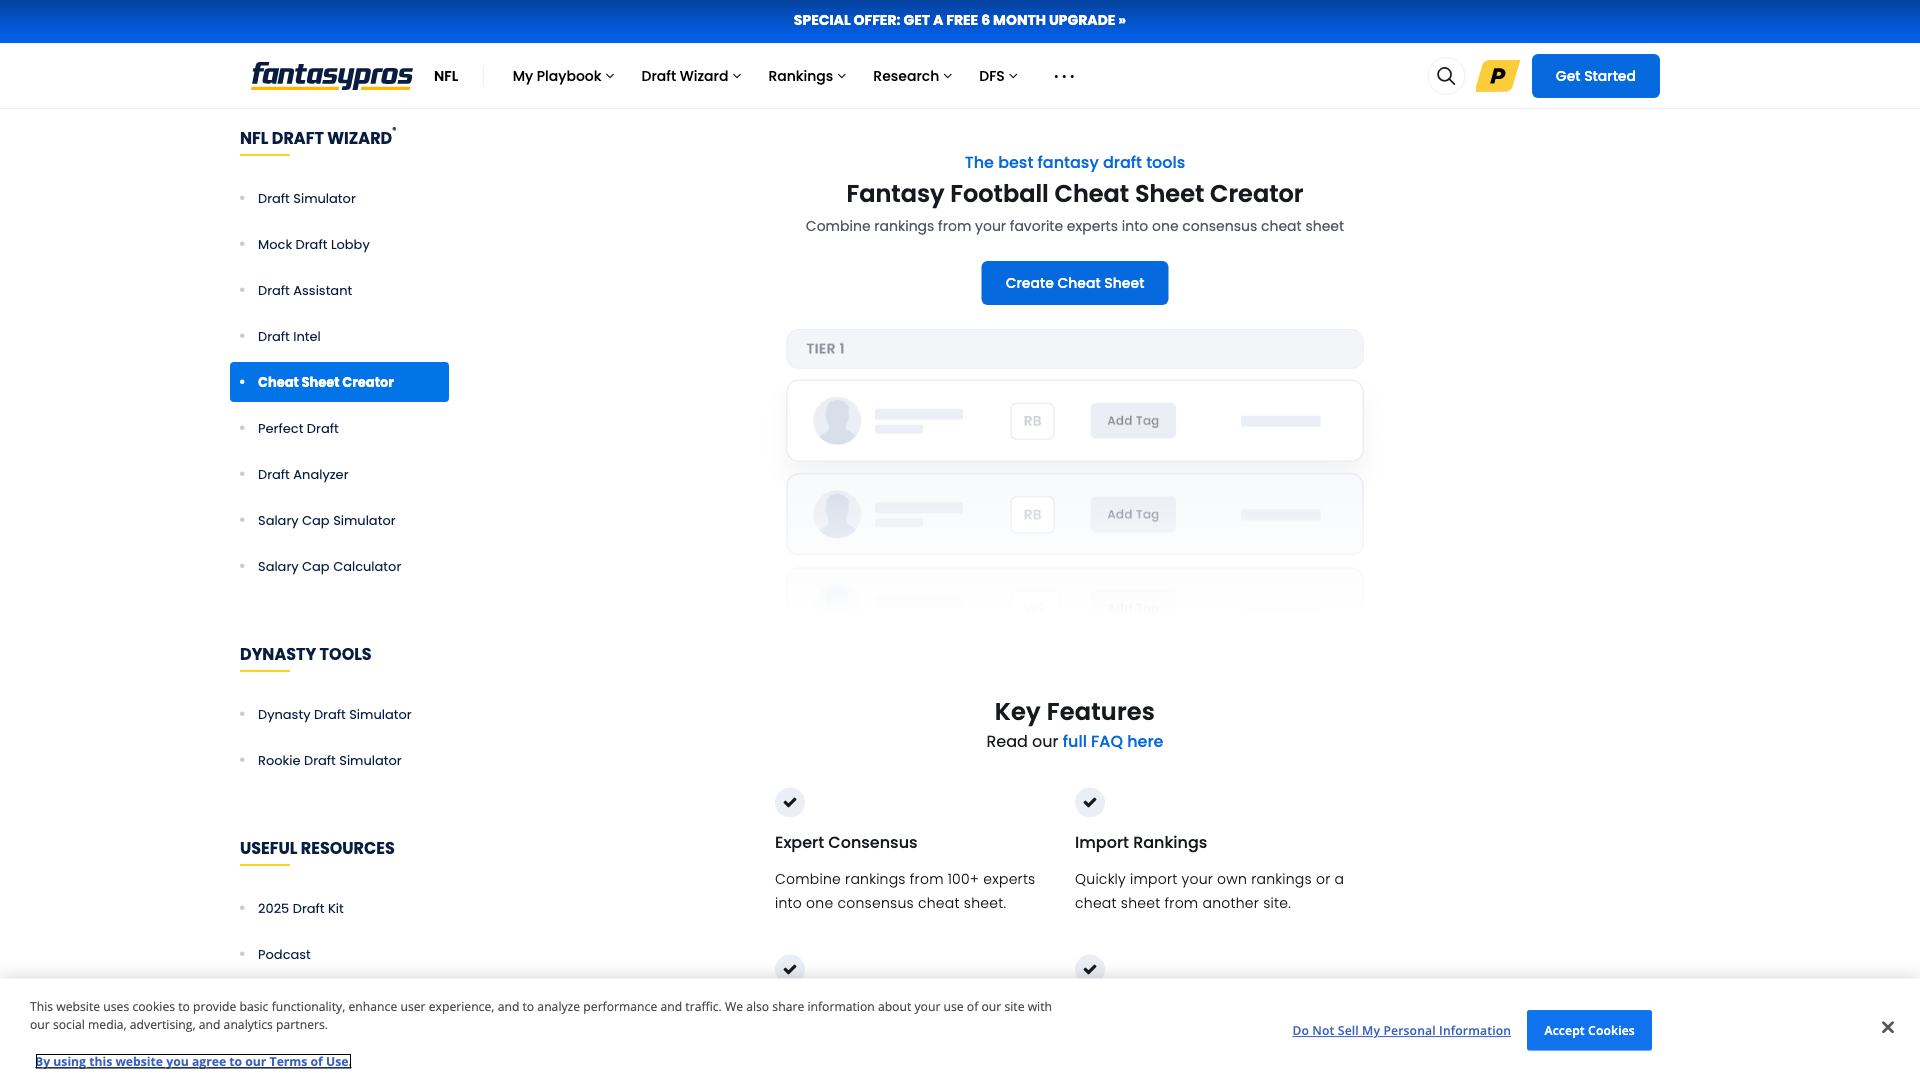 SPECIAL OFFER: GET A FREE 6 MONTH UPGRADE »
fantasypros
NFL
My Playbook
Draft Wizard
Rankings
Research
DFS
P
Get Started
NFL DRAFT WIZARD®
Draft Simulator
Mock Draft Lobby
Draft Assistant
Draft Intel
Cheat Sheet Creator
Perfect Draft
Draft Analyzer
Salary Cap Simulator
Salary Cap Calculator
DYNASTY TOOLS
Dynasty Draft Simulator
Rookie Draft Simulator
USEFUL RESOURCES
2025 Draft Kit
Podcast
The best fantasy draft tools
Fantasy Football Cheat Sheet Creator
Combine rankings from your favorite experts into one consensus cheat sheet
Create Cheat Sheet
TIER 1
RB
Add Tag
RB
Add Tag
Add Tag
Key Features
Read our full FAQ here
Expert Consensus
Combine rankings from 100+ experts
into one consensus cheat sheet.
Import Rankings
Quickly import your own rankings or a
cheat sheet from another site.
This website uses cookies to provide basic functionality, enhance user experience, and to analyze performance and traffic. We also share information about your use of our site with
our social media, advertising, and analytics partners.
By using this website you agree to our Terms of Use.
Do Not Sell My Personal Information
Accept Cookies